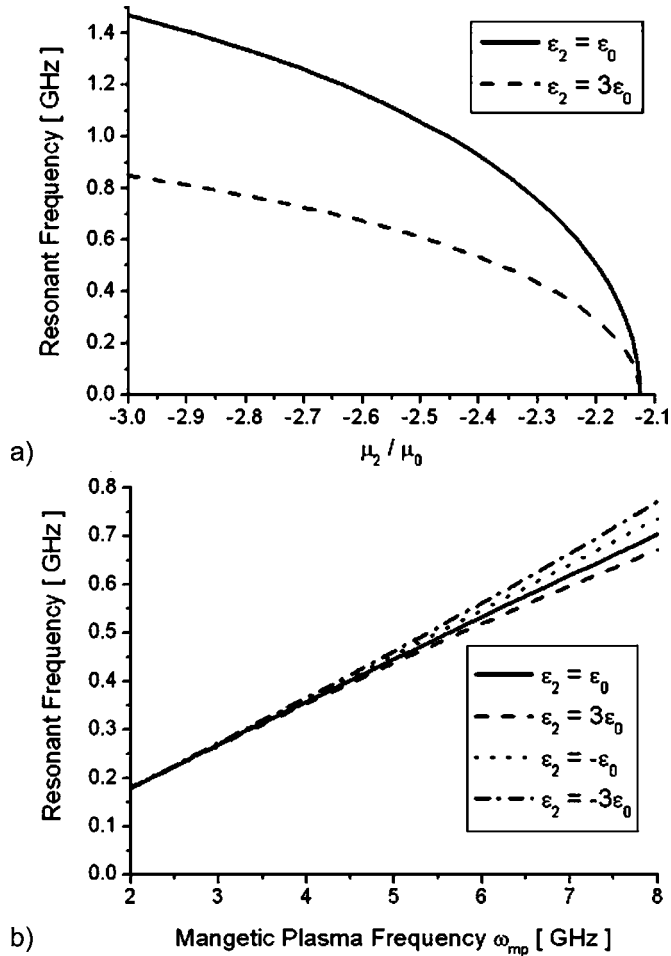 1.4
1.2
1.0
0.8
0.6
0.4
0.2
0.0
Resonant Frequency [ GHz ]
ε₂ = ε₀
ε₂ = 3ε₀
-3.0 -2.9 -2.8 -2.7 -2.6 -2.5 -2.4 -2.3 -2.2 -2.1
μ₂ / μ₀
a)
0.8
0.7
0.6
0.5
0.4
0.3
0.2
0.1
0.0
Resonant Frequency [ GHz ]
ε₂ = ε₀
ε₂ = 3ε₀
ε₂ = -ε₀
ε₂ = -3ε₀
2 3 4 5 6 7 8
Mangetic Plasma Frequency ω_mp [ GHz ]
b)